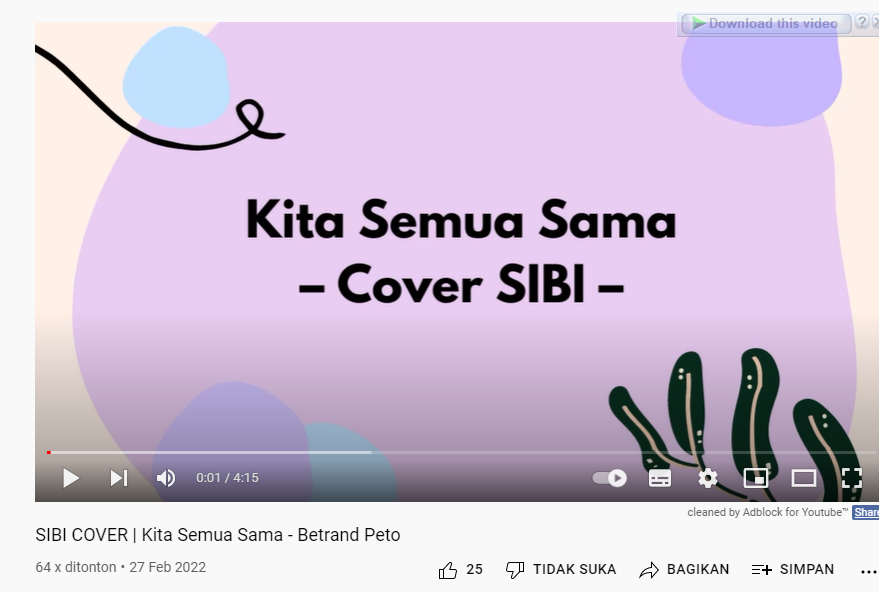 Download this video
?
Kita Semua Sama
– Cover SIBI –
0:01 / 4:15
cleaned by Adblock for Youtube™
Share
SIBI COVER | Kita Semua Sama - Betrand Peto
64 x ditonton • 27 Feb 2022
25 TIDAK SUKA BAGIKAN SIMPAN ...